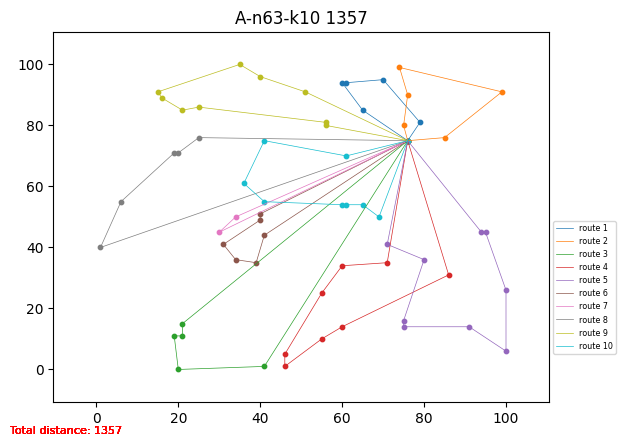 A-n63-k10 1357
100
80
60
40
20
0
0 20 40 60 80 100
route 1
route 2
route 3
route 4
route 5
route 6
route 7
route 8
route 9
route 10
Total distance: 1357